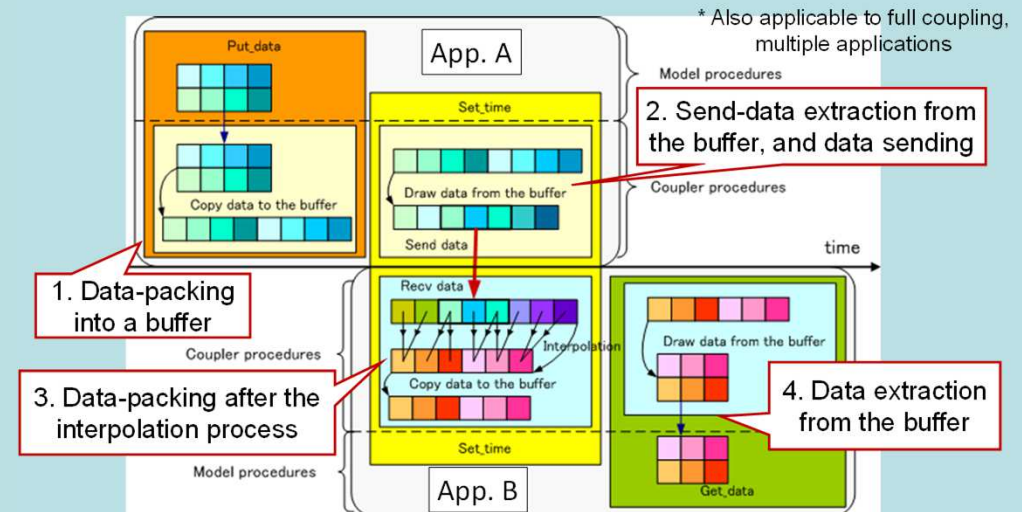 * Also applicable to full coupling,
multiple applications
Put_data
App. A
Model procedures
Set_time
2. Send-data extraction from
the buffer, and data sending
Draw data from the buffer
Coupler procedures
Copy data to the buffer
Send data
time
1. Data-packing
into a buffer
Recv data
Interpolation
Draw data from the buffer
Coupler procedures
Copy data to the buffer
3. Data-packing after the
interpolation process
4. Data extraction
from the buffer
Set_time
Model procedures
App. B
Get_data